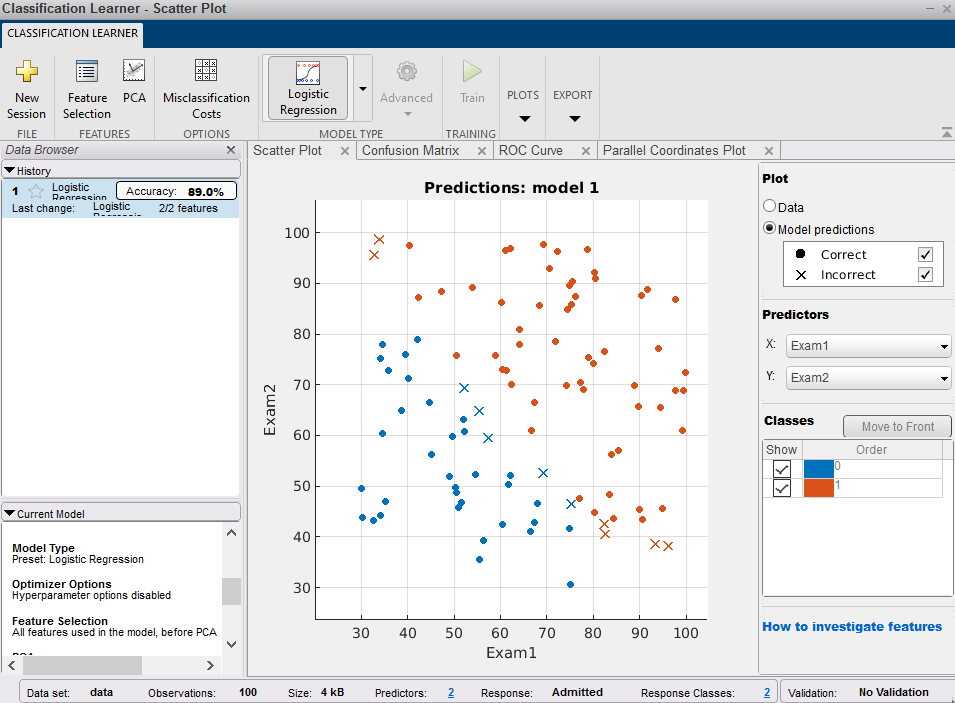 Classification Learner - Scatter Plot
CLASSIFICATION LEARNER
New Session
Feature Selection
PCA
Misclassification Costs
Logistic Regression
Advanced
Train
PLOTS
EXPORT
FILE
FEATURES
OPTIONS
MODEL TYPE
TRAINING
Data Browser
History
1 Logistic Regression Accuracy: 89.0%
Last change: Logistic Regression 2/2 features
Current Model
Model Type
Preset: Logistic Regression
Optimizer Options
Hyperparameter options disabled
Feature Selection
All features used in the model, before PCA
PCA
Scatter Plot
Confusion Matrix
ROC Curve
Parallel Coordinates Plot
Predictions: model 1
Exam2
100
90
80
70
60
50
40
30
30 40 50 60 70 80 90 100
Exam1
Plot
Data
Model predictions
Correct
Incorrect
Predictors
X: Exam1
Y: Exam2
Classes
Move to Front
Show Order
0
1
How to investigate features
Data set: data Observations: 100 Size: 4 kB Predictors: 2 Response: Admitted Response Classes: 2 Validation: No Validation